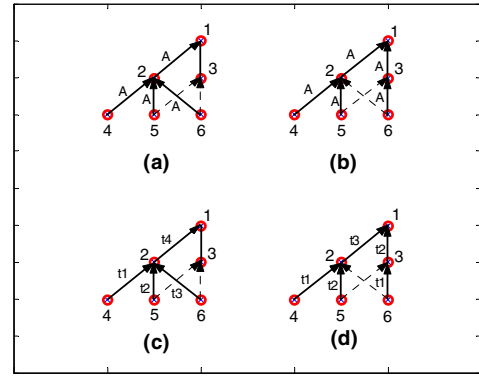 1 1
A A
2 3 2 A 3
A A A A A A
4 5 6 4 5 6
(a) (b)
1 1
t4 t3
2 3 2 t2 3
t1 t2 t3 t1 t2 t1
4 5 6 4 5 6
(c) (d)